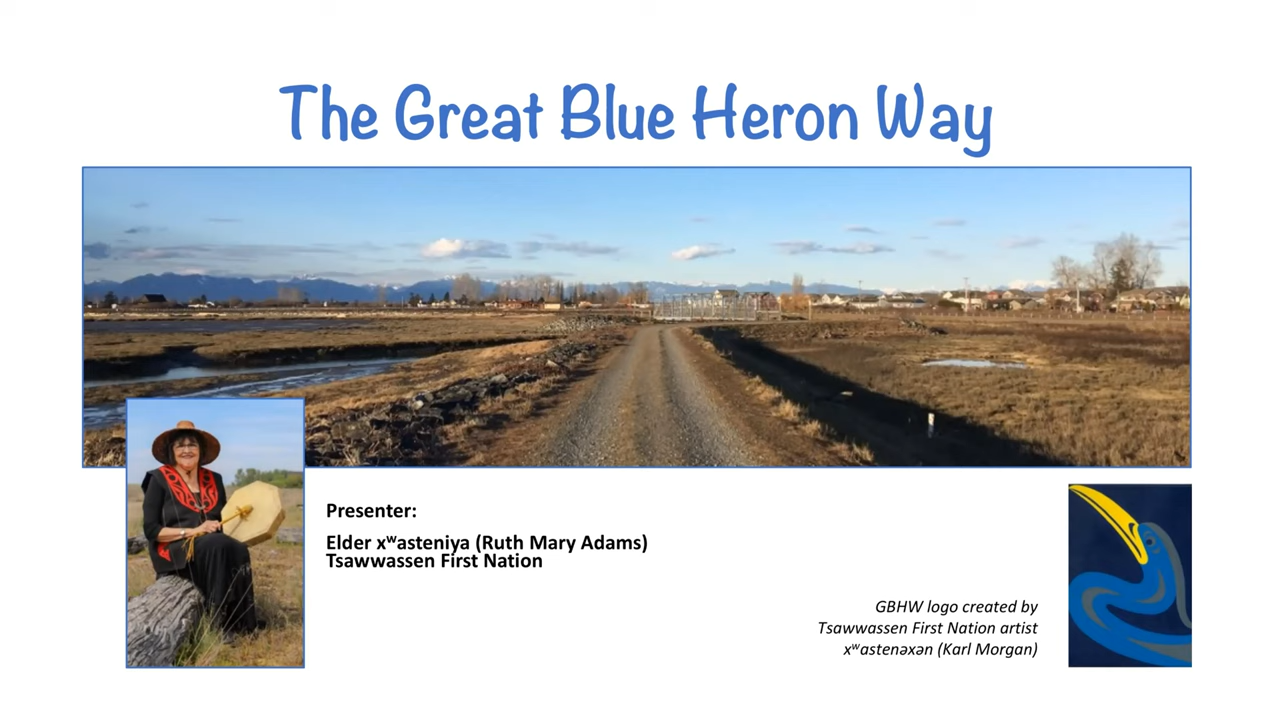 The Great Blue Heron Way
Presenter:
Elder xʷasteniya (Ruth Mary Adams)
Tsawwassen First Nation
GBHW logo created by
Tsawwassen First Nation artist
xʷastenəxən (Karl Morgan)